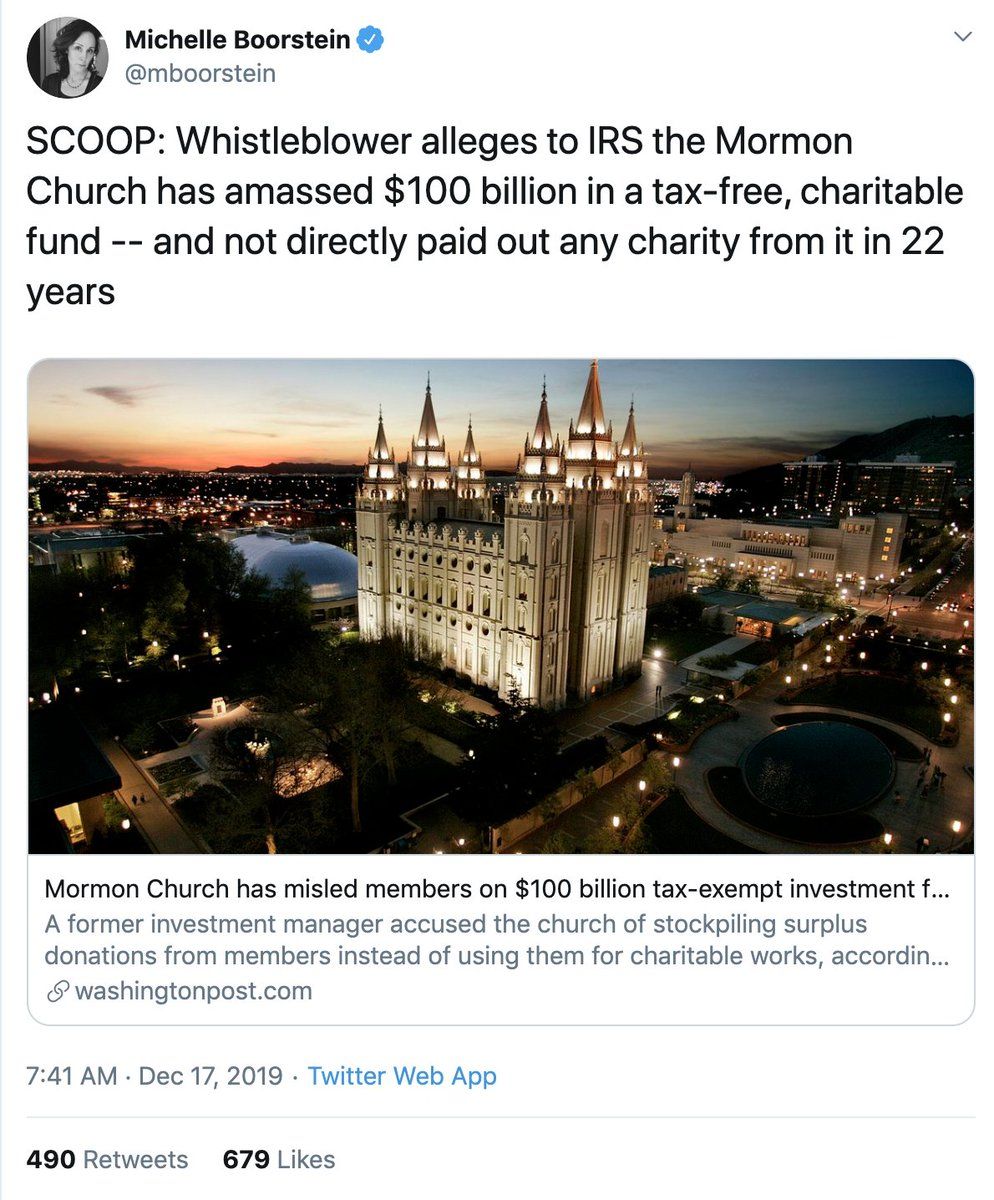 Michelle Boorstein
@mboorstein
SCOOP: Whistleblower alleges to IRS the Mormon
Church has amassed $100 billion in a tax-free, charitable
fund -- and not directly paid out any charity from it in 22
years
Mormon Church has misled members on $100 billion tax-exempt investment f...
A former investment manager accused the church of stockpiling surplus
donations from members instead of using them for charitable works, accordin...
washingtonpost.com
7:41 AM · Dec 17, 2019 · Twitter Web App
490 Retweets 679 Likes